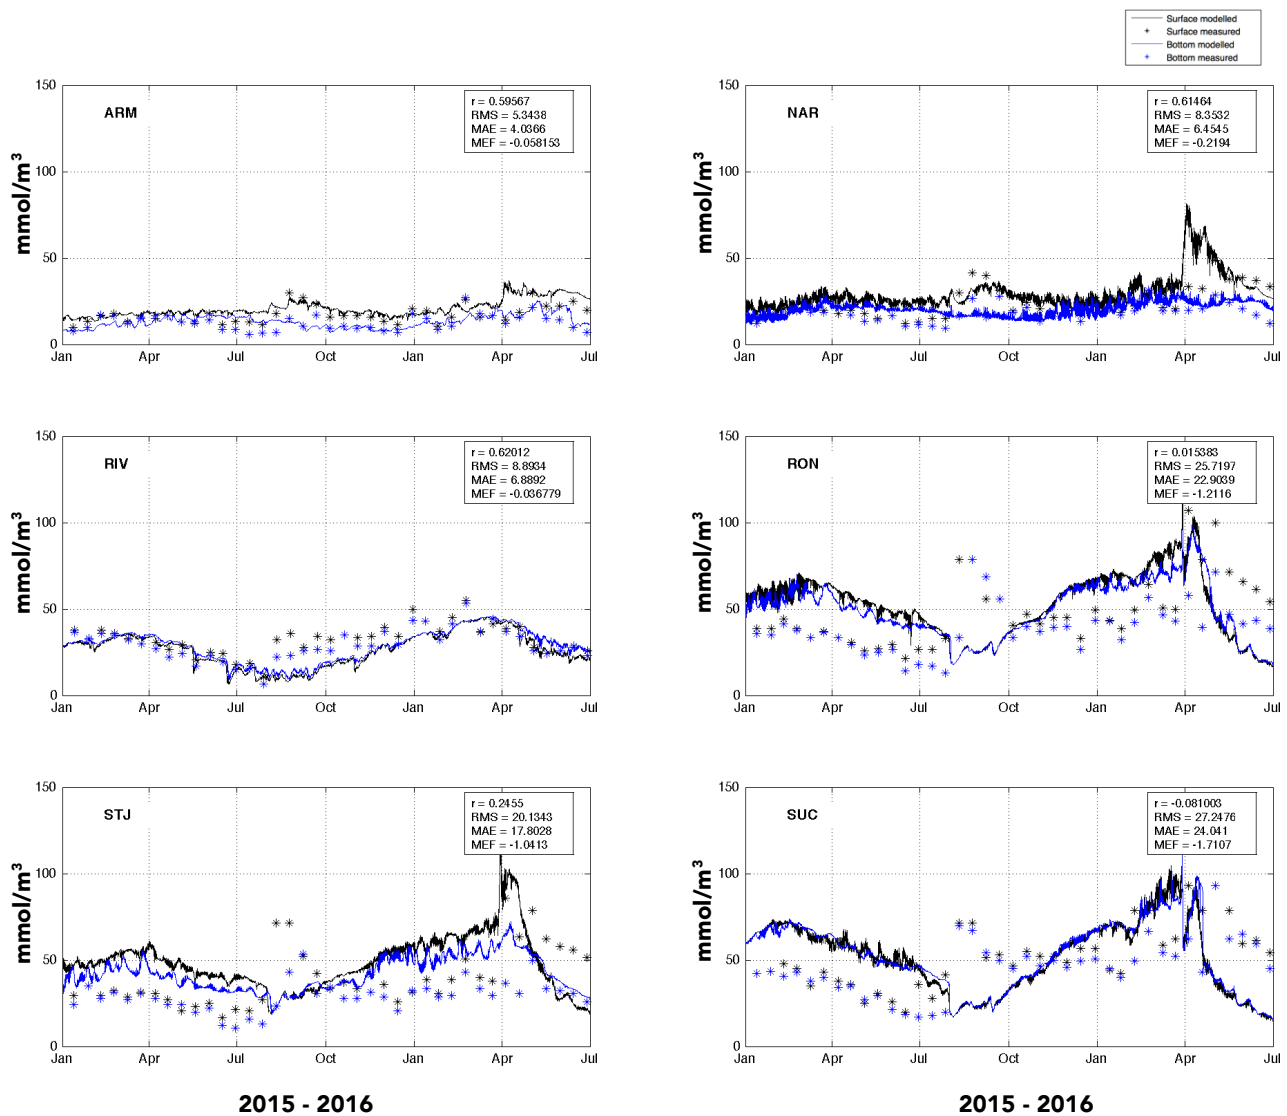 Surface modelled
Surface measured
Bottom modelled
Bottom measured
150
100
50
0
mmol/m³
ARM
r = 0.59567
RMS = 5.3438
MAE = 4.0366
MEF = -0.058153
Jan Apr Jul Oct Jan Apr Jul
150
100
50
0
mmol/m³
NAR
r = 0.61464
RMS = 8.3532
MAE = 6.4545
MEF = -0.2194
Jan Apr Jul Oct Jan Apr Jul
150
100
50
0
mmol/m³
RIV
r = 0.62012
RMS = 8.8934
MAE = 6.8892
MEF = -0.036779
Jan Apr Jul Oct Jan Apr Jul
150
100
50
0
mmol/m³
RON
r = 0.015383
RMS = 25.7197
MAE = 22.9039
MEF = -1.2116
Jan Apr Jul Oct Jan Apr Jul
150
100
50
0
mmol/m³
STJ
r = 0.2455
RMS = 20.1343
MAE = 17.8028
MEF = -1.0413
Jan Apr Jul Oct Jan Apr Jul
2015 - 2016
150
100
50
0
mmol/m³
SUC
r = -0.081003
RMS = 27.2476
MAE = 24.041
MEF = -1.7107
Jan Apr Jul Oct Jan Apr Jul
2015 - 2016